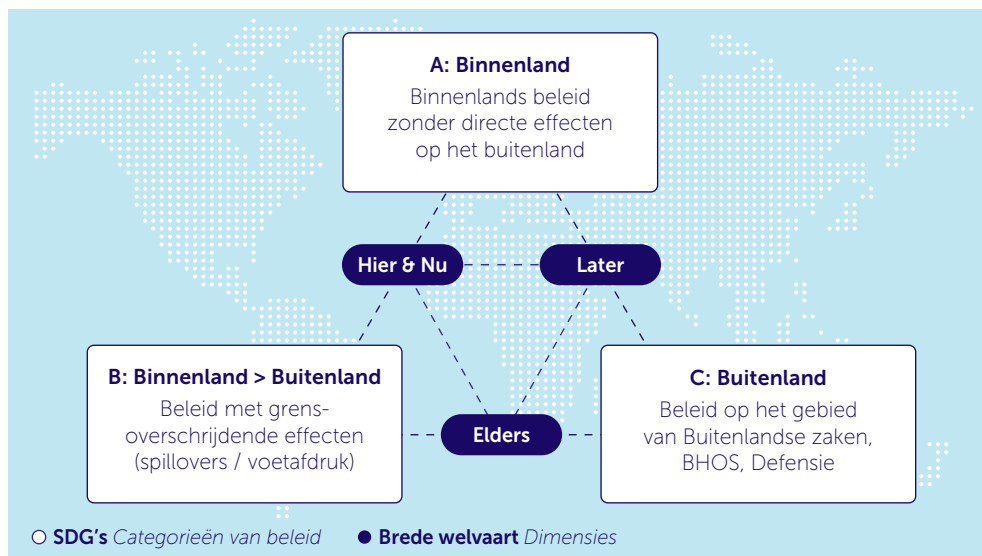 A: Binnenland
Binnenlands beleid
zonder directe effecten
op het buitenland
Hier & Nu
Later
B: Binnenland > Buitenland
Beleid met grens-
overschrijdende effecten
(spillovers / voetafdruk)
Elders
C: Buitenland
Beleid op het gebied
van Buitenlandse zaken,
BHOS, Defensie
SDG's Categorieën van beleid
Brede welvaart Dimensies